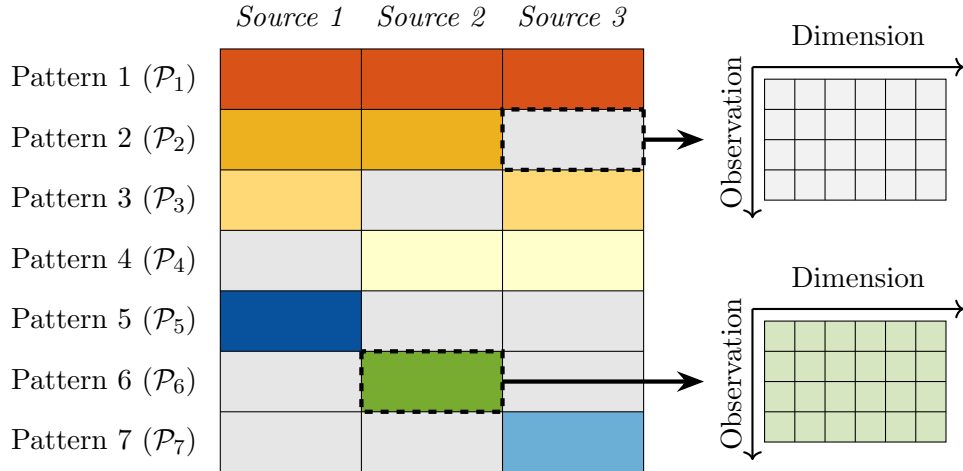 Source 1 Source 2 Source 3
Pattern 1 (𝒫₁)
Pattern 2 (𝒫₂)
Pattern 3 (𝒫₃)
Pattern 4 (𝒫₄)
Pattern 5 (𝒫₅)
Pattern 6 (𝒫₆)
Pattern 7 (𝒫₇)
Dimension
Observation
Dimension
Observation